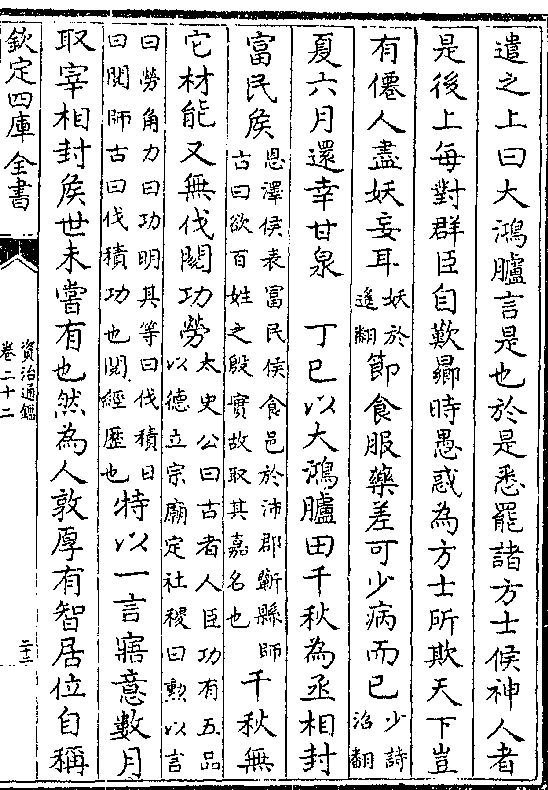 遣之上曰大鴻臚言是也於是悉罷諸方士候神人者
是後上每對群臣自歎曏時愚惑為方士所欺天下豈
有僊人盡妖妄耳
妖於
遥翻
節食服藥差可少病而已
少詩
沼翻
夏六月還幸甘泉　丁巳以大鴻臚田千秋為丞相封
富民侯
恩澤侯表富民侯食邑於沛郡蘄縣師
古曰欲百姓之殷實故取其嘉名也
千秋無
它材能又無伐閱功勞
太史公曰古者人臣功有五品
以德立宗廟定社稷曰勲以言
曰勞角力曰功明其等曰伐積日
曰閱師古曰伐積功也閱經歷也
特以一言寤意數月
取宰相封侯世未嘗有也然為人敦厚有智居位自稱
欽定四庫全書
資治通鑑
卷二十二
二十三